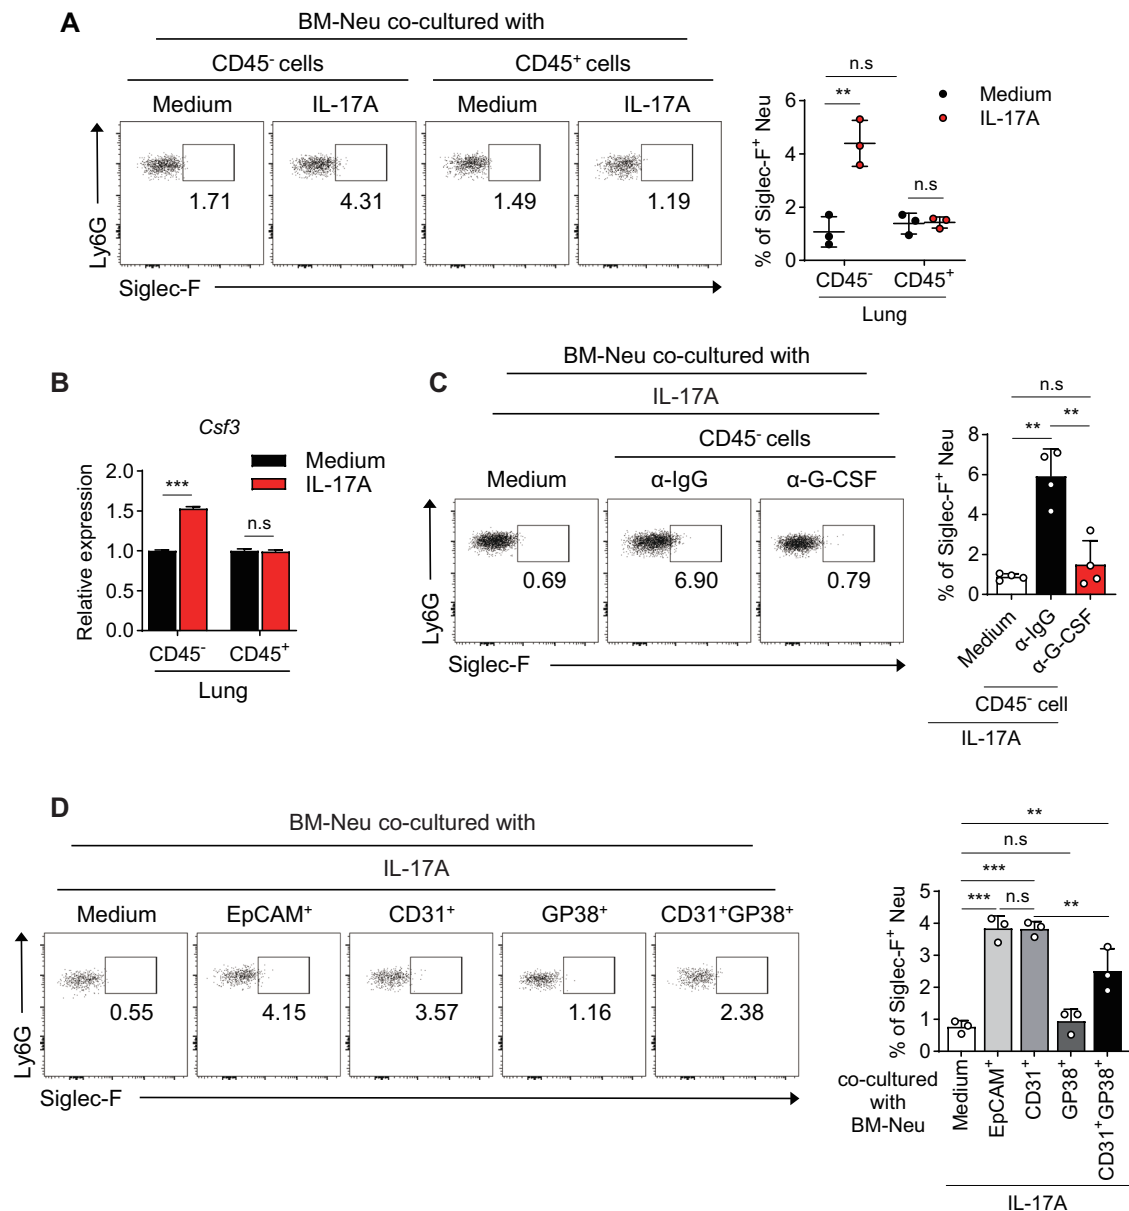 A
BM-Neu co-cultured with
CD45⁻ cells CD45⁺ cells
Medium IL-17A Medium IL-17A
1.71 4.31 1.49 1.19
Ly6G
Siglec-F
n.s
** n.s
Medium
IL-17A
% of Siglec-F⁺ Neu
6
4
2
0
CD45⁻ CD45⁺
Lung
B
Csf3
Medium
IL-17A
Relative expression
2.0
1.5
1.0
0.5
0.0
*** n.s
CD45⁻ CD45⁺
Lung
C
BM-Neu co-cultured with
IL-17A
CD45⁻ cells
Medium α-IgG α-G-CSF
0.69 6.90 0.79
Ly6G
Siglec-F
n.s
** **
% of Siglec-F⁺ Neu
8
6
4
2
0
Medium α-IgG α-G-CSF
CD45⁻ cell
IL-17A
D
BM-Neu co-cultured with
IL-17A
Medium EpCAM⁺ CD31⁺ GP38⁺ CD31⁺GP38⁺
0.55 4.15 3.57 1.16 2.38
Ly6G
Siglec-F
**
n.s
***
*** n.s **
% of Siglec-F⁺ Neu
5
4
3
2
1
0
co-cultured
with
BM-Neu
Medium EpCAM⁺ CD31⁺ GP38⁺ CD31⁺GP38⁺
IL-17A